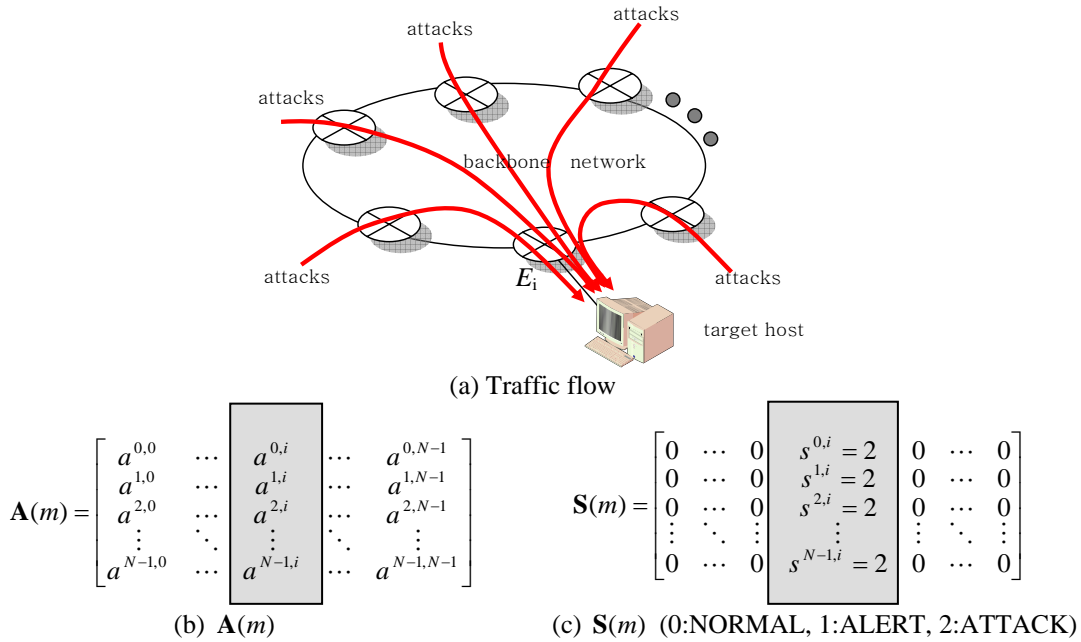 attacks
attacks
attacks
attacks
backbone network
attacks
attacks
E_i
target host
(a) Traffic flow
A(m) = [ a^{0,0} ⋯ a^{0,i} ⋯ a^{0,N-1}
a^{1,0} ⋯ a^{1,i} ⋯ a^{1,N-1}
a^{2,0} ⋯ a^{2,i} ⋯ a^{2,N-1}
⋮ ⋱ ⋮ ⋱ ⋮
a^{N-1,0} ⋯ a^{N-1,i} ⋯ a^{N-1,N-1} ]
(b) A(m)
S(m) = [ 0 ⋯ 0 s^{0,i} = 2 0 ⋯ 0
0 ⋯ 0 s^{1,i} = 2 0 ⋯ 0
0 ⋯ 0 s^{2,i} = 2 0 ⋯ 0
⋮ ⋱ ⋮ ⋮ ⋮ ⋱ ⋮
0 ⋯ 0 s^{N-1,i} = 2 0 ⋯ 0 ]
(c) S(m) (0:NORMAL, 1:ALERT, 2:ATTACK)